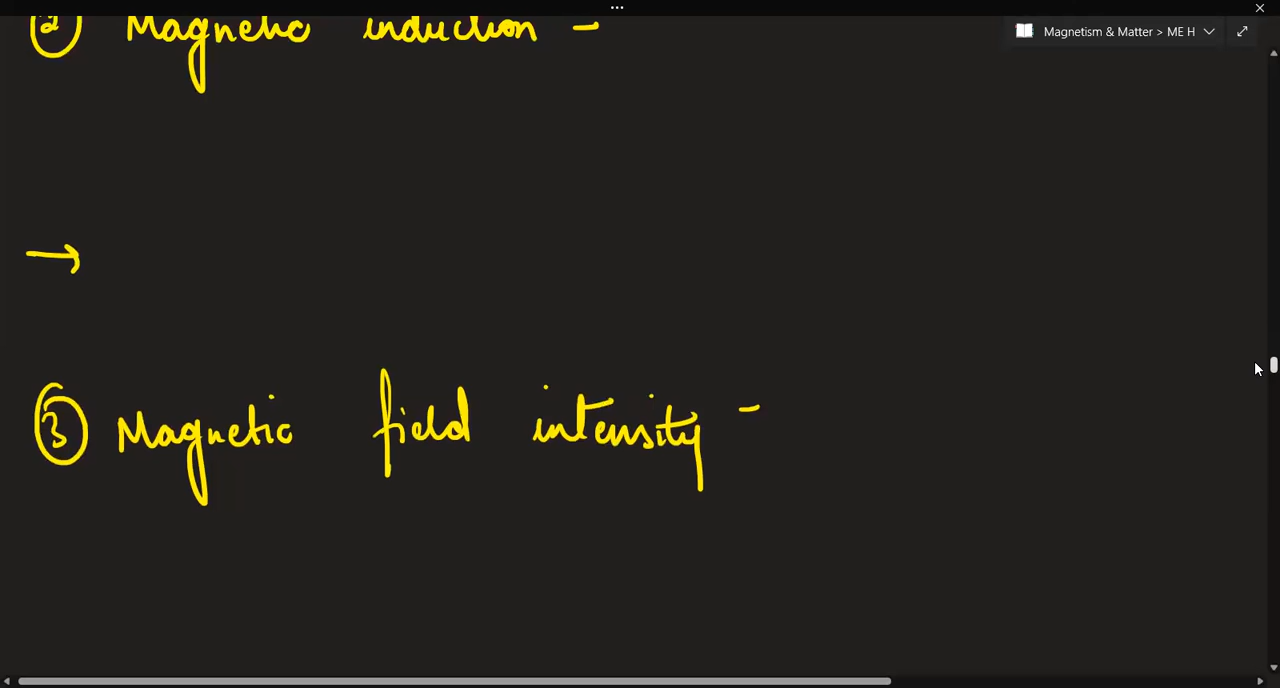 ...
Magnetism & Matter > ME H
② Magnetic induction -
→
③ Magnetic field intensity -